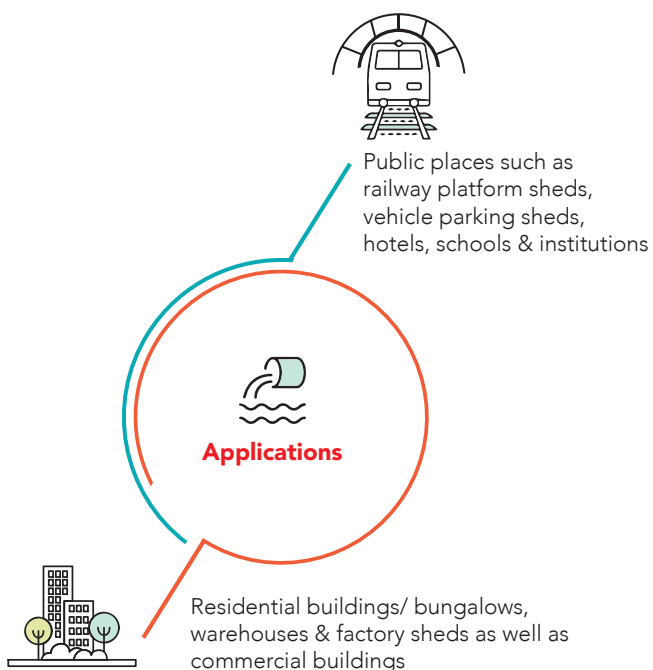 Public places such as
railway platform sheds,
vehicle parking sheds,
hotels, schools & institutions
Applications
Residential buildings/ bungalows,
warehouses & factory sheds as well as
commercial buildings